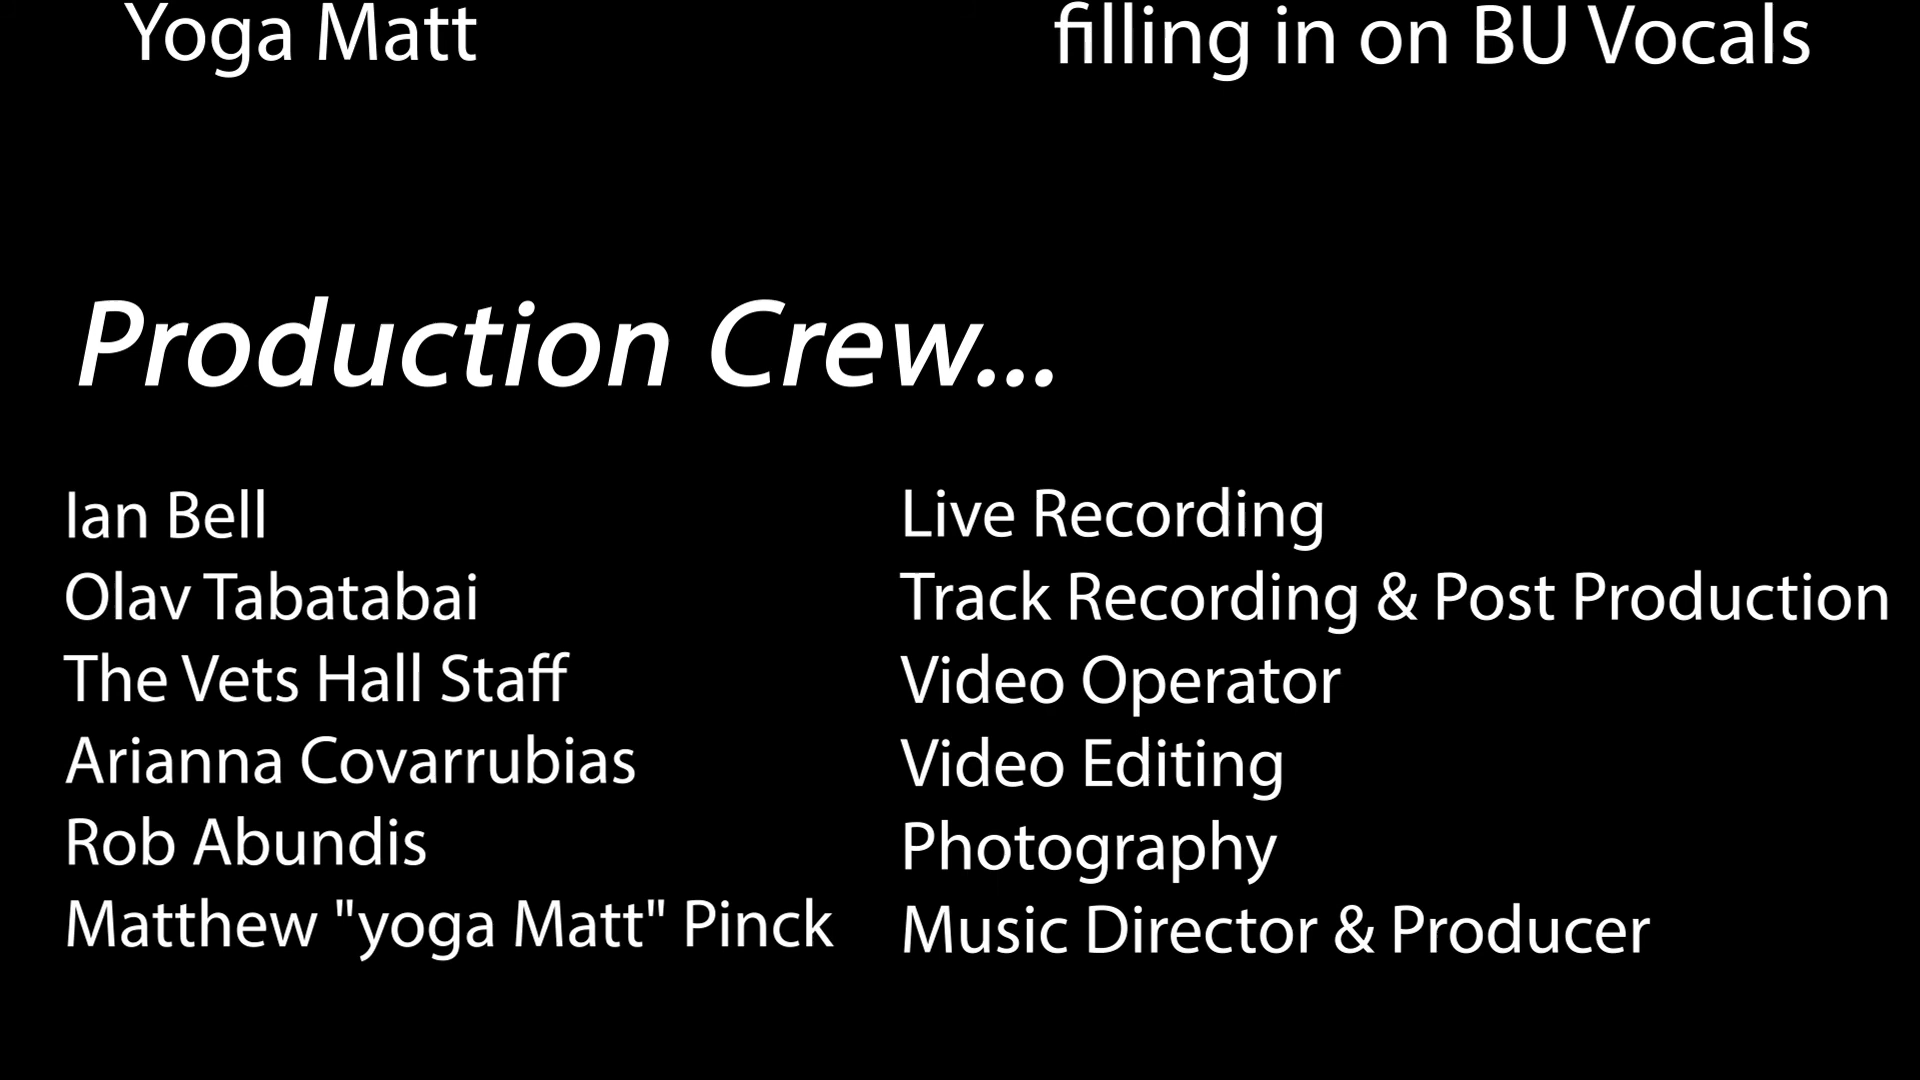 Yoga Matt filling in on BU Vocals
Production Crew...
Ian Bell Live Recording
Olav Tabatabai Track Recording & Post Production
The Vets Hall Staff Video Operator
Arianna Covarrubias Video Editing
Rob Abundis Photography
Matthew "yoga Matt" Pinck Music Director & Producer